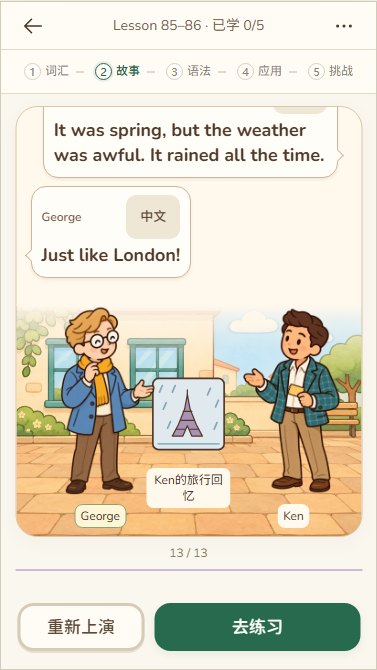 Lesson 85–86 · 已学 0/5
1 词汇 2 故事 3 语法 4 应用 5 挑战
It was spring, but the weather
was awful. It rained all the time.
George
中文
Just like London!
Ken的旅行回
忆
George
Ken
13 / 13
重新上演
去练习